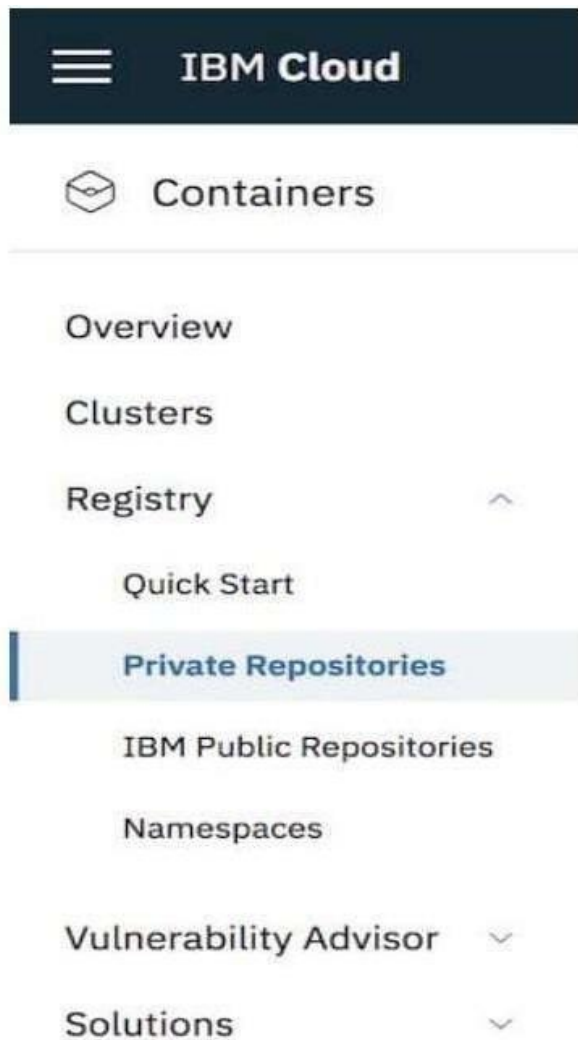 IBM Cloud
Containers
Overview
Clusters
Registry
Quick Start
Private Repositories
IBM Public Repositories
Namespaces
Vulnerability Advisor
Solutions